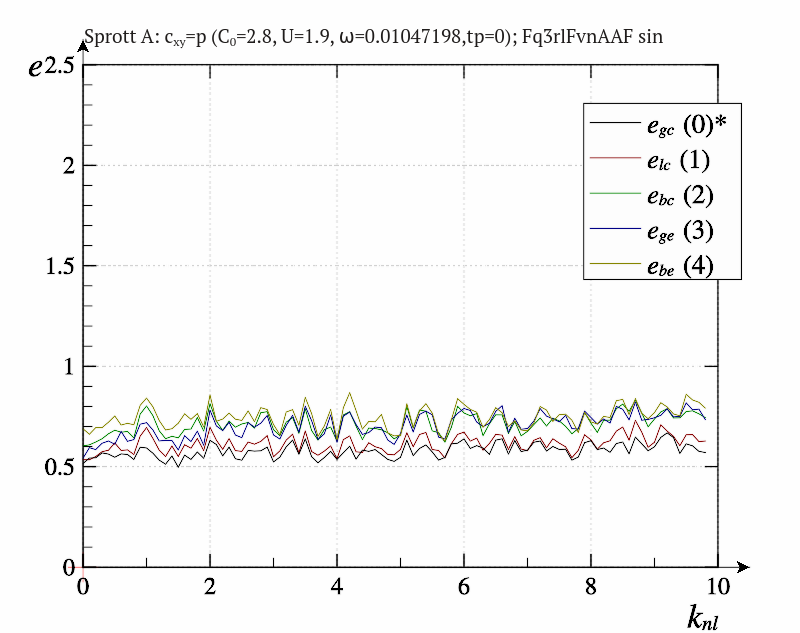 Sprott A: cxy=p (C0=2.8, U=1.9, ω=0.01047198,tp=0); Fq3rlFvnAAF sin
e
2.5
2
1.5
1
0.5
0
0 2 4 6 8 10
knl
egc (0)*
elc (1)
ebc (2)
ege (3)
ebe (4)